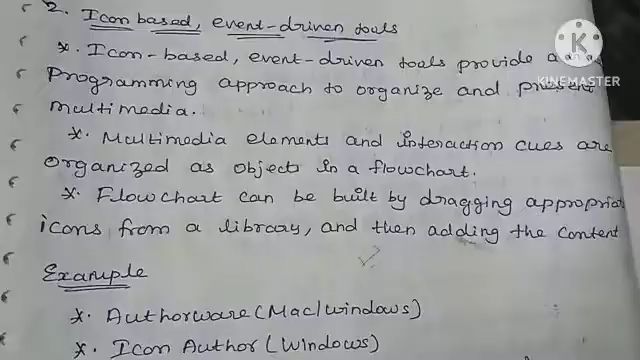 2. Icon based, event-driven tools
*. Icon-based, event-driven tools provide a
Programming approach to organize and present
multimedia.
*. Multimedia elements and interaction cues are
organized as objects in a flowchart.
*. Flowchart can be built by dragging appropriat
icons from a library, and then adding the content
Example
*. Authorware (Mac/windows)
*. Icon Author (Windows)
KINEMASTER